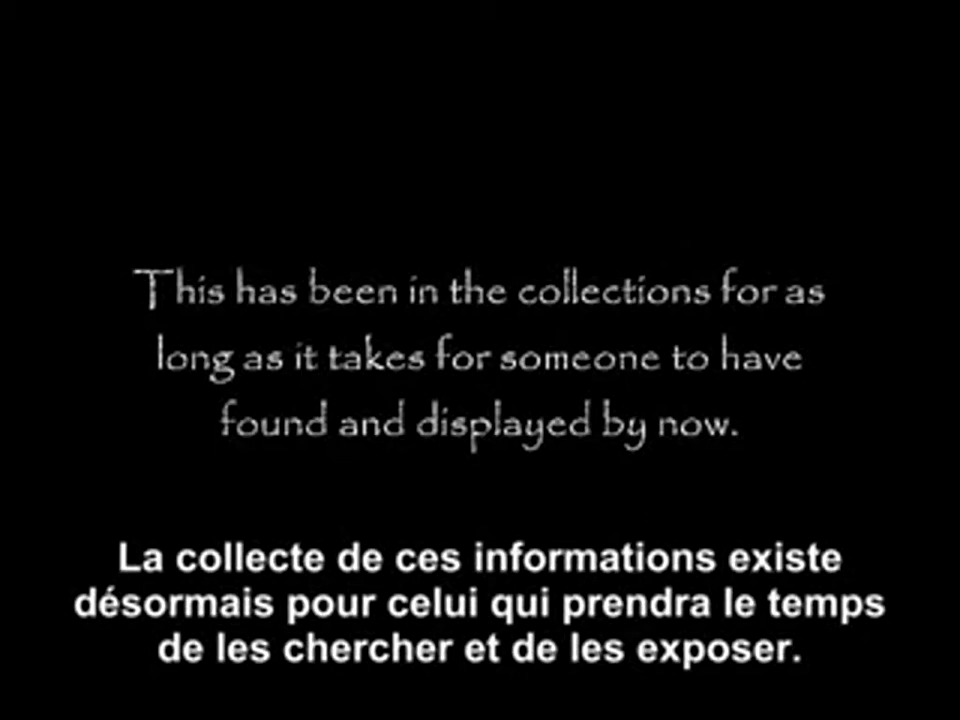 This has been in the collections for as
long as it takes for someone to have
found and displayed by now.
La collecte de ces informations existe
désormais pour celui qui prendra le temps
de les chercher et de les exposer.